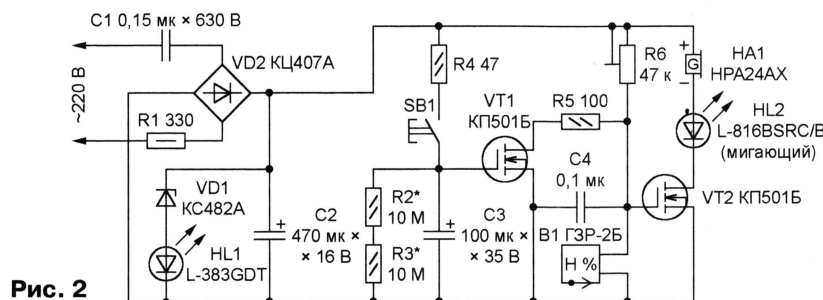 C1 0,15 мк × 630 В
VD2 КЦ407А
~220 В
R1 330
VD1
КС482А
HL1
L-383GDT
C2
470 мк ×
× 16 В
R4 47
SB1
R2*
10 М
R3*
10 М
C3
100 мк ×
× 35 В
VT1
КП501Б
R5 100
C4
0,1 мк
В1 ГЗР-2Б
Н %
R6
47 к
+
G
–
HA1
HPA24AX
HL2
L-816BSRC/B
(мигающий)
VT2 КП501Б
+
+
Рис. 2